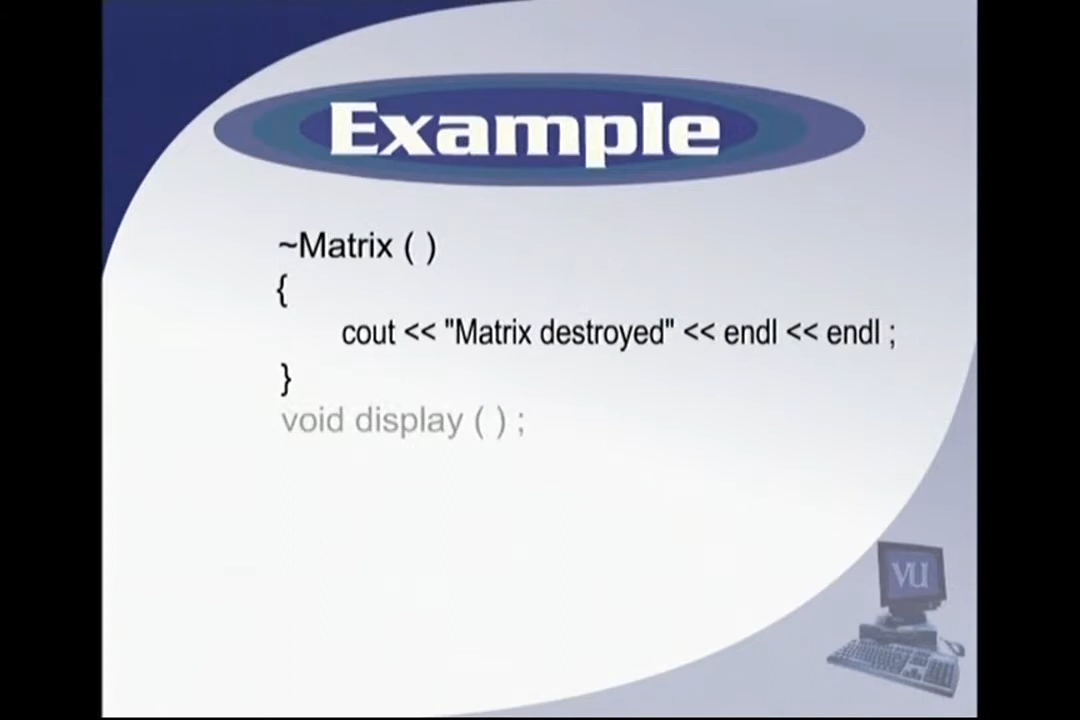 Example
~Matrix ( )
{
cout << "Matrix destroyed" << endl << endl ;
}
void display ( ) ;
VU